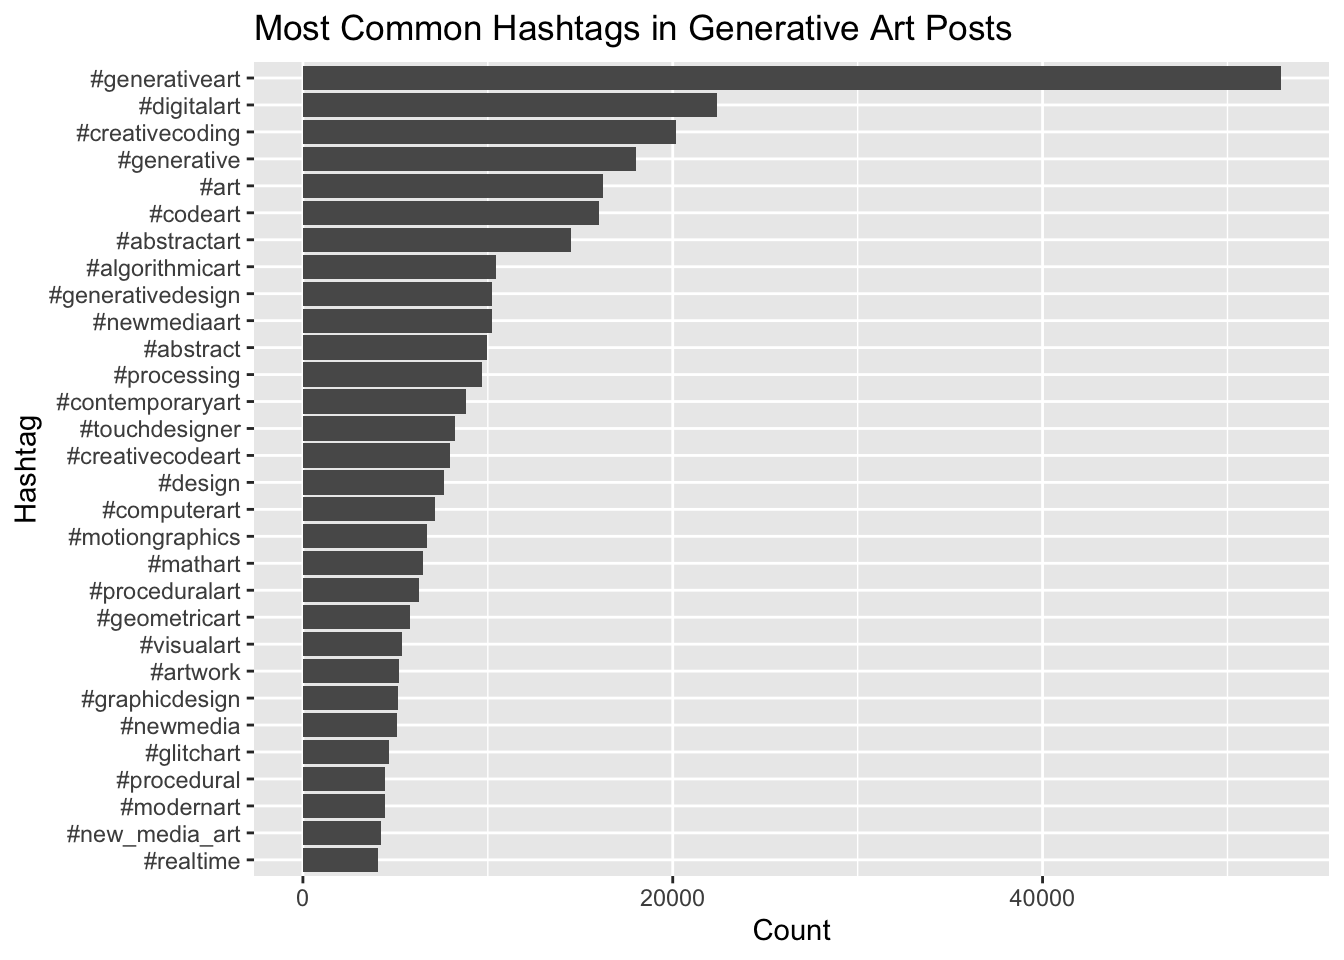 Most Common Hashtags in Generative Art Posts
#generativeart
#digitalart
#creativecoding
#generative
#art
#codeart
#abstractart
#algorithmicart
#generativedesign
#newmediaart
#abstract
#processing
#contemporaryart
#touchdesigner
#creativecodeart
#design
#computerart
#motiongraphics
#mathart
#proceduralart
#geometricart
#visualart
#artwork
#graphicdesign
#newmedia
#glitchart
#procedural
#modernart
#new_media_art
#realtime
Hashtag
0 20000 40000
Count